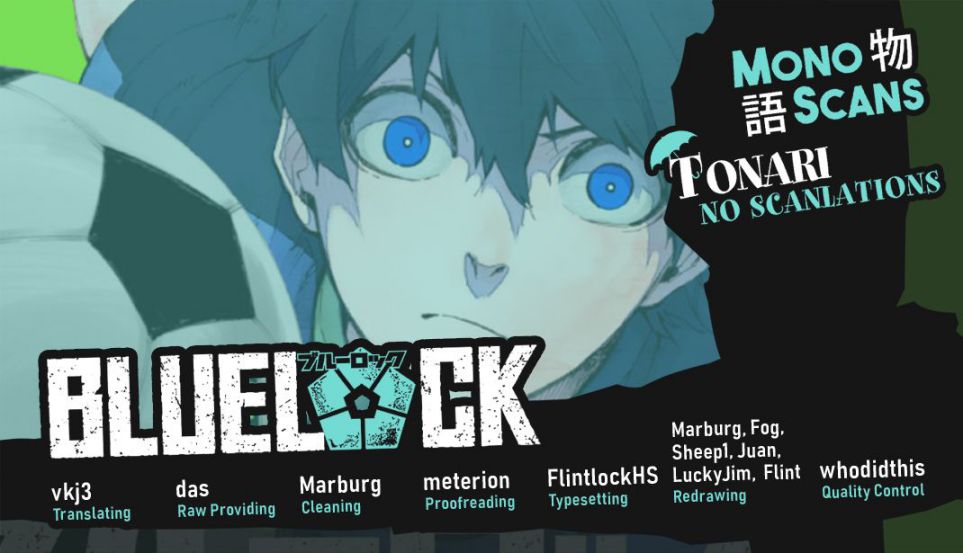 MONO 物
語 SCANS
TONARI
NO SCANLATIONS
ブルーロック
BLUELOCK
vkj3
Translating
das
Raw Providing
Marburg
Cleaning
meterion
Proofreading
FlintlockHS
Typesetting
Marburg, Fog,
Sheep1, Juan,
LuckyJim, Flint
Redrawing
whodidthis
Quality Control